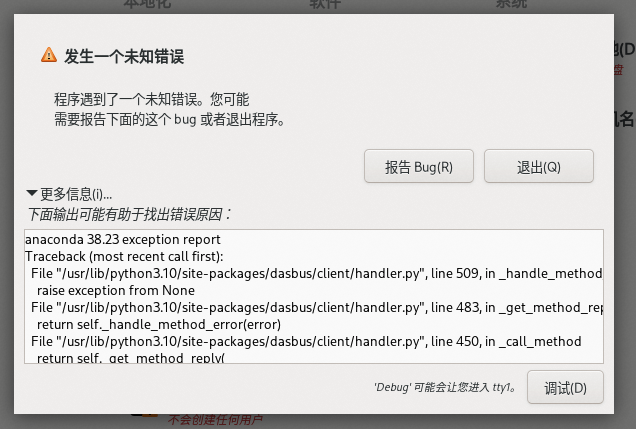 本地化 软件 系统
发生一个未知错误
程序遇到了一个未知错误。您可能
需要报告下面的这个 bug 或者退出程序。
报告 Bug(R) 退出(Q)
更多信息(i)...
下面输出可能有助于找出错误原因：
anaconda 38.23 exception report
Traceback (most recent call first):
File "/usr/lib/python3.10/site-packages/dasbus/client/handler.py", line 509, in _handle_method
raise exception from None
File "/usr/lib/python3.10/site-packages/dasbus/client/handler.py", line 483, in _get_method_rep
return self._handle_method_error(error)
File "/usr/lib/python3.10/site-packages/dasbus/client/handler.py", line 450, in _call_method
return self._get_method_reply(
'Debug' 可能会让您进入 tty1。 调试(D)
地(D
盘
机名
不会创建任何用户